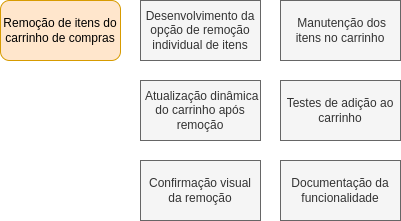 Remoção de itens do
carrinho de compras
Desenvolvimento da
opção de remoção
individual de itens
Manutenção dos
itens no carrinho
Atualização dinâmica
do carrinho após
remoção
Testes de adição ao
carrinho
Confirmação visual
da remoção
Documentação da
funcionalidade